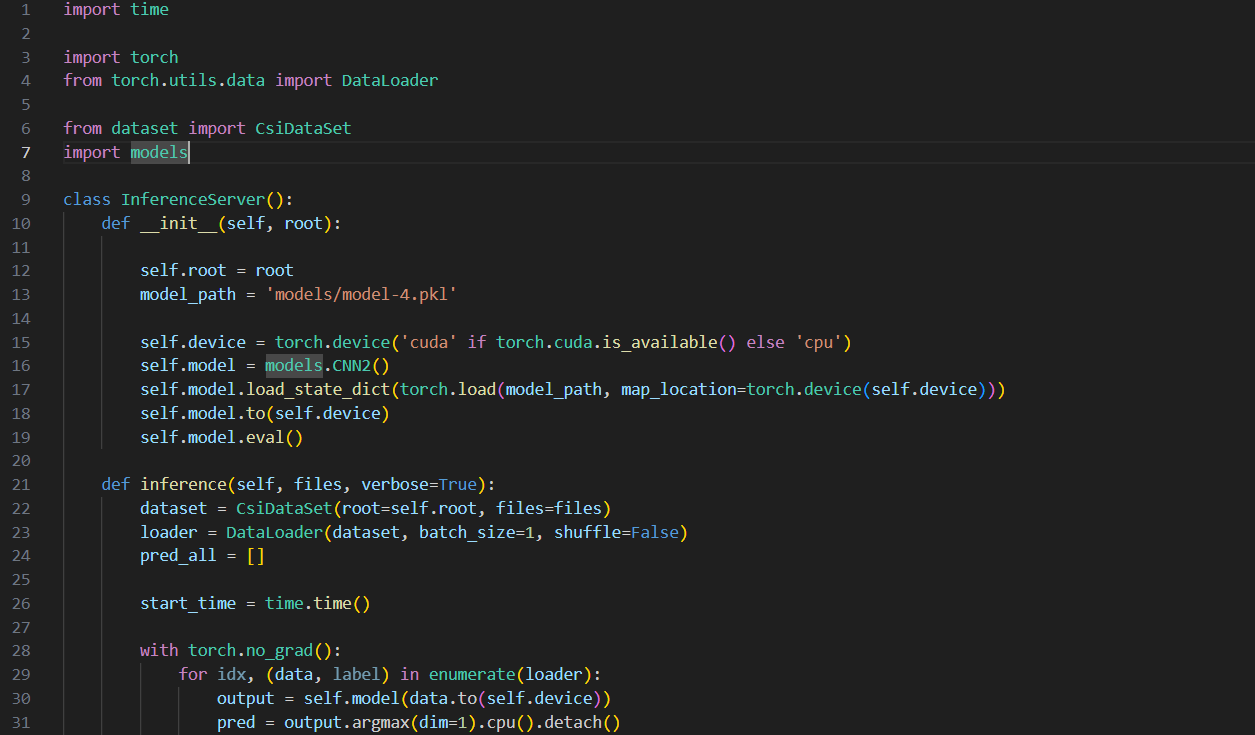 1 import time
2
3 import torch
4 from torch.utils.data import DataLoader
5
6 from dataset import CsiDataSet
7 import models
8
9 class InferenceServer():
10     def __init__(self, root):
11
12         self.root = root
13         model_path = 'models/model-4.pkl'
14
15         self.device = torch.device('cuda' if torch.cuda.is_available() else 'cpu')
16         self.model = models.CNN2()
17         self.model.load_state_dict(torch.load(model_path, map_location=torch.device(self.device)))
18         self.model.to(self.device)
19         self.model.eval()
20
21     def inference(self, files, verbose=True):
22         dataset = CsiDataSet(root=self.root, files=files)
23         loader = DataLoader(dataset, batch_size=1, shuffle=False)
24         pred_all = []
25
26         start_time = time.time()
27
28         with torch.no_grad():
29             for idx, (data, label) in enumerate(loader):
30                 output = self.model(data.to(self.device))
31                 pred = output.argmax(dim=1).cpu().detach()